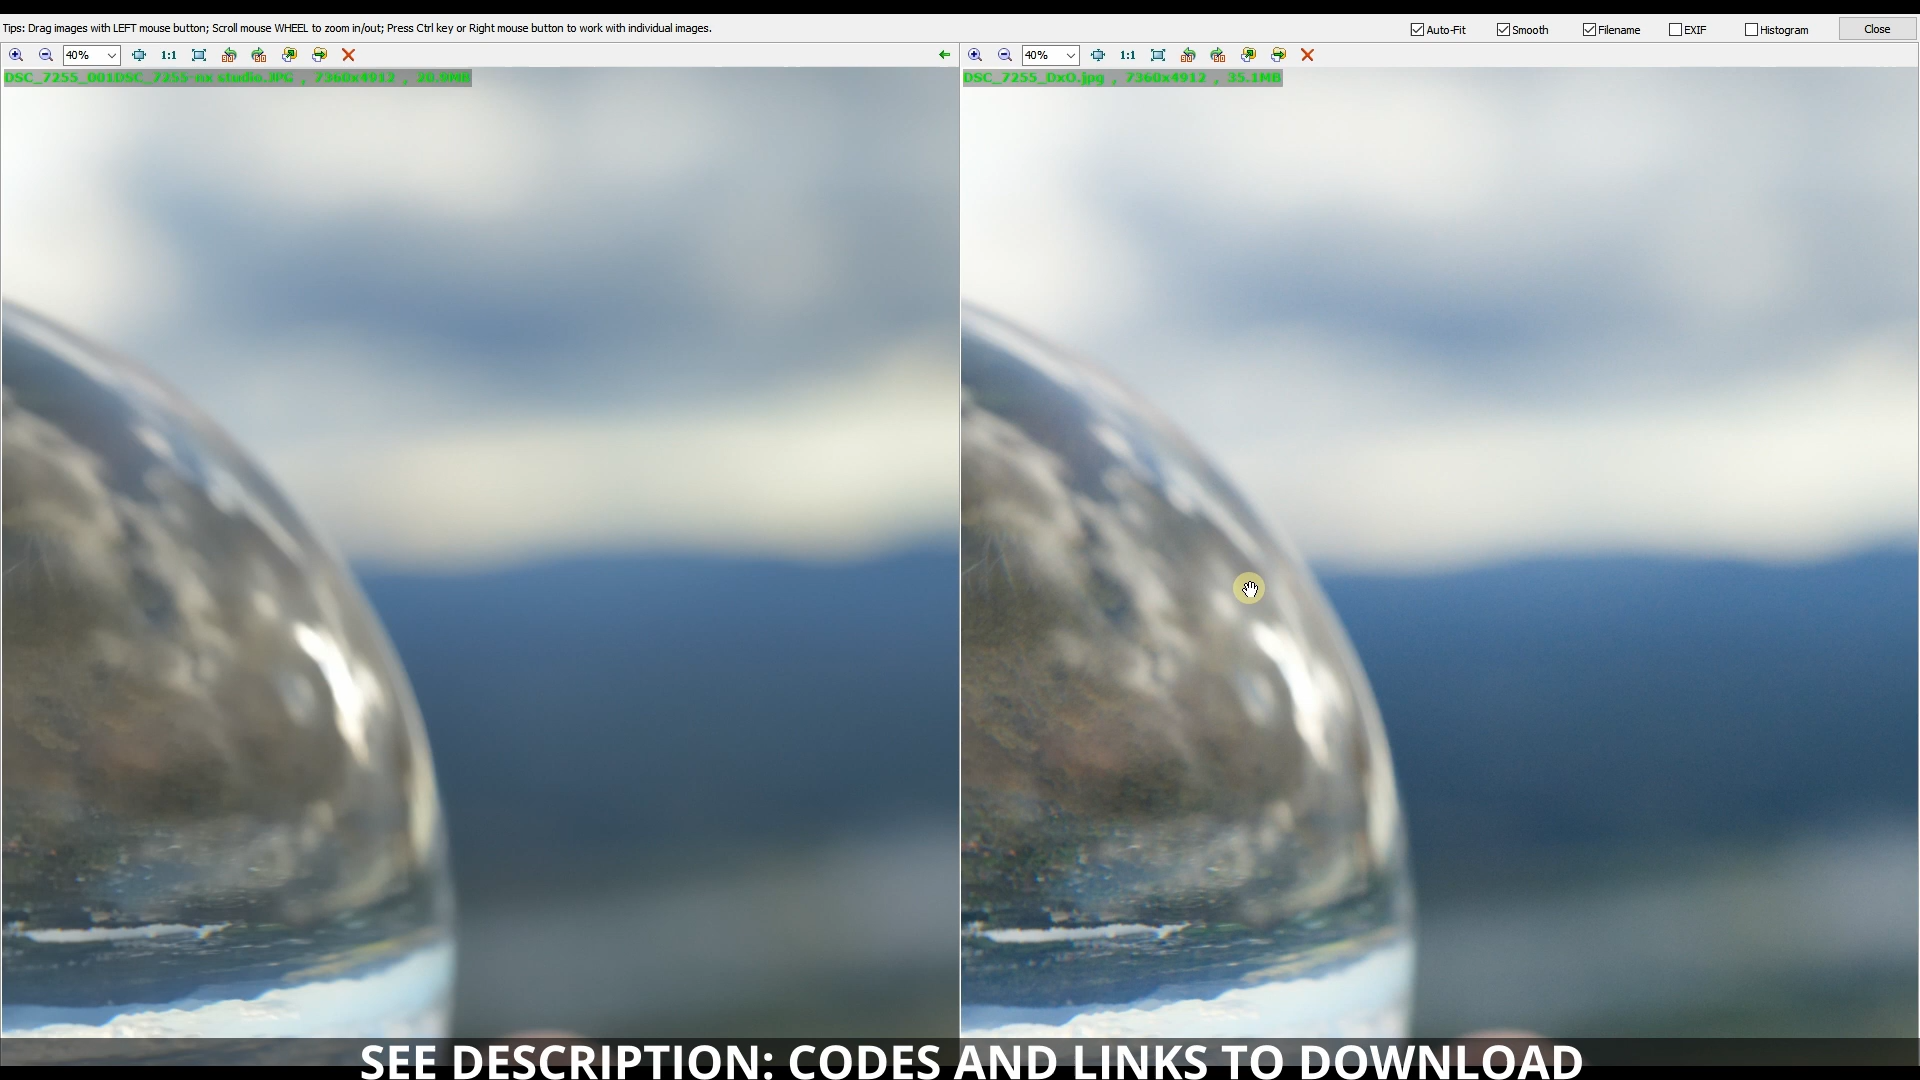 Tips: Drag images with LEFT mouse button; Scroll mouse WHEEL to zoom in/out; Press Ctrl key or Right mouse button to work with individual images.
Auto-Fit Smooth Filename EXIF Histogram Close
40% 1:1 40% 1:1
DSC_7255_001DSC_7255-nx studio.JPG , 7360x4912 , 20.9MB
DSC_7255_DxO.jpg , 7360x4912 , 35.1MB
SEE DESCRIPTION: CODES AND LINKS TO DOWNLOAD